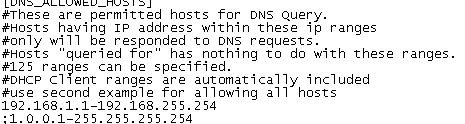 [DNS_ALLOWED_HOSTS]
#These are permitted hosts for DNS Query.
#Hosts having IP address within these ip ranges
#only will be responded to DNS requests.
#Hosts "queried for" has nothing to do with these ranges.
#125 ranges can be specified.
#DHCP Client ranges are automatically included
#use second example for allowing all hosts
192.168.1.1-192.168.255.254
;1.0.0.1-255.255.255.254